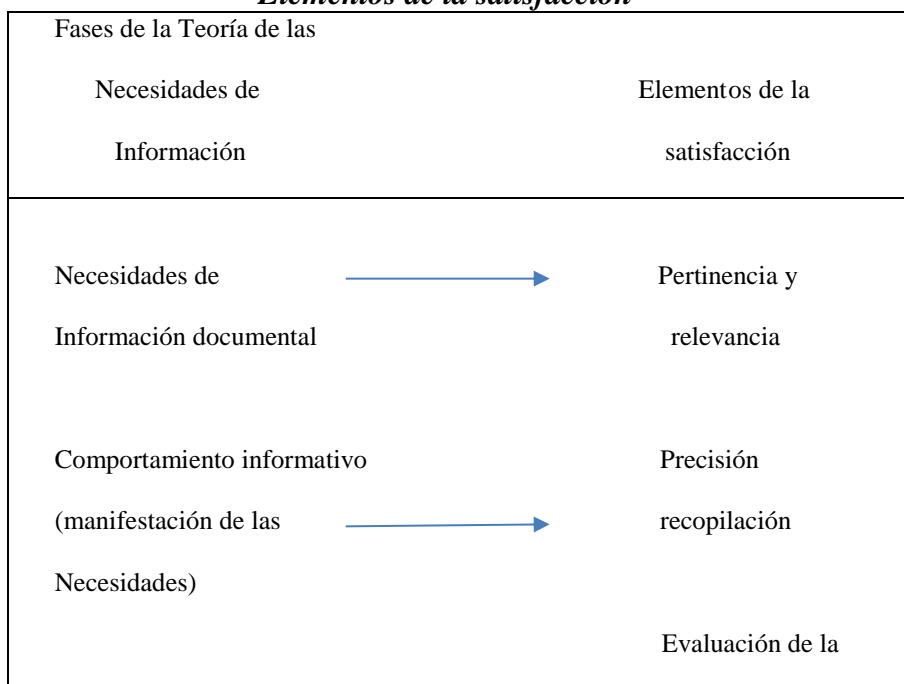 Elementos de la satisfacción
Fases de la Teoría de las
Necesidades de
Información
Elementos de la
satisfacción
Necesidades de
Información documental
Pertinencia y
relevancia
Comportamiento informativo
(manifestación de las
Necesidades)
Precisión
recopilación
Evaluación de la